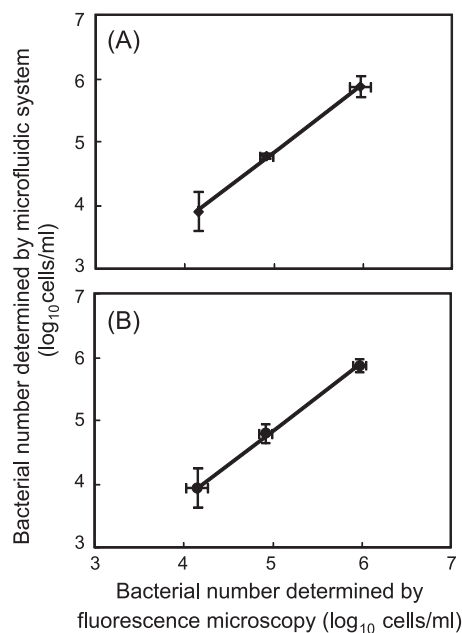 Bacterial number determined by microfluidic system
(log₁₀cells/ml)
(A)
7
6
5
4
3
(B)
7
6
5
4
3
3 4 5 6 7
Bacterial number determined by
fluorescence microscopy (log₁₀ cells/ml)